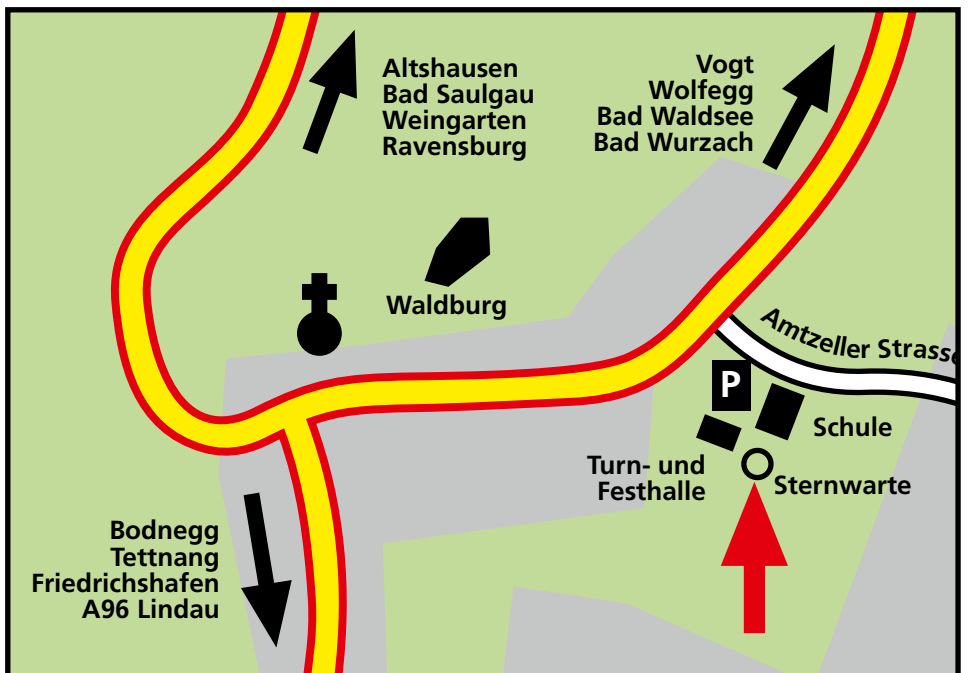 Altshausen
Bad Saulgau
Weingarten
Ravensburg
Vogt
Wolfegg
Bad Waldsee
Bad Wurzach
Waldburg
Amtzeller Strasse
P
Schule
Turn- und
Festhalle
Sternwarte
Bodnegg
Tettnang
Friedrichshafen
A96 Lindau